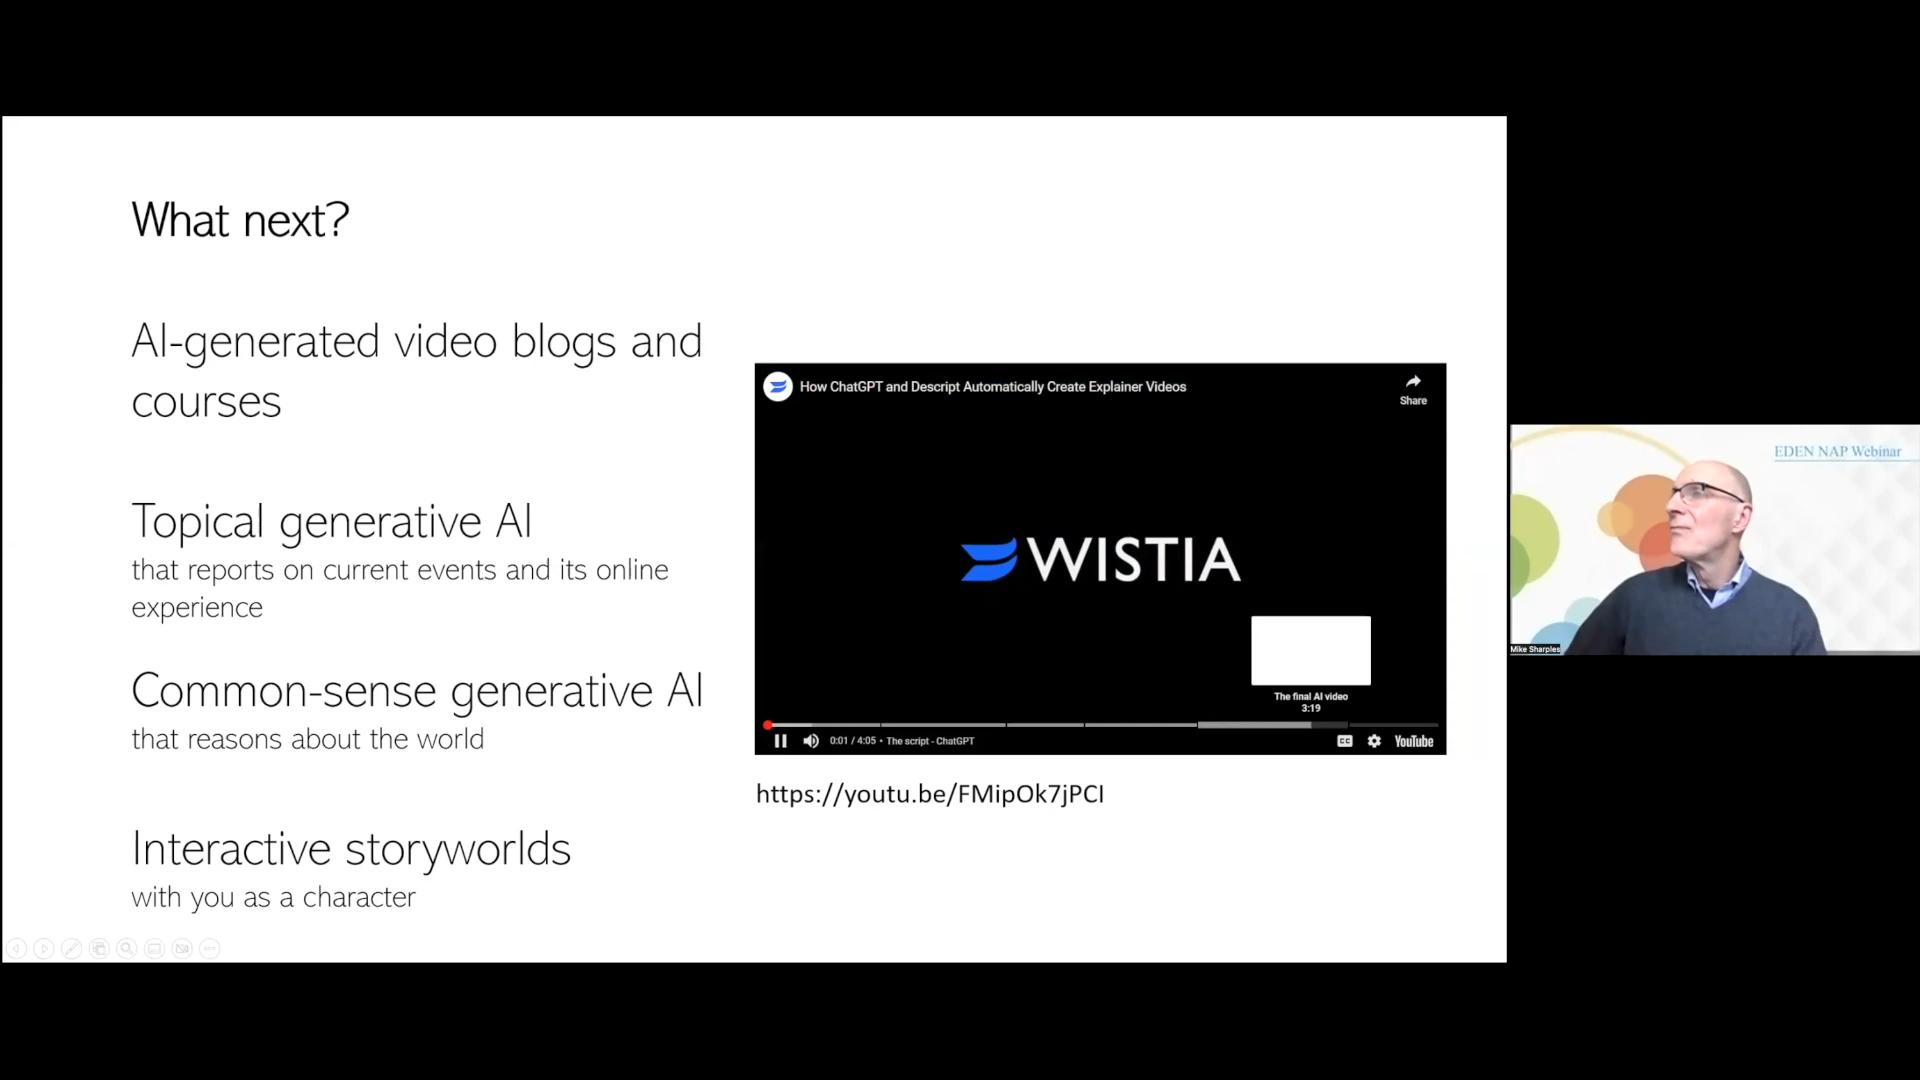 What next?
AI-generated video blogs and
courses
Topical generative AI
that reports on current events and its online
experience
Common-sense generative AI
that reasons about the world
Interactive storyworlds
with you as a character
How ChatGPT and Descript Automatically Create Explainer Videos
Share
WISTIA
The final AI video
3:19
0:01 / 4:05 • The script - ChatGPT
CC
YouTube
https://youtu.be/FMipOk7jPCI
EDEN NAP Webinar
Mike Sharples